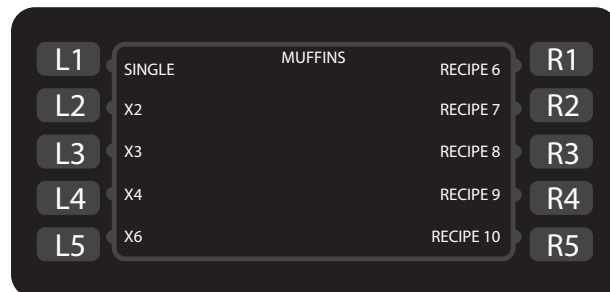 MUFFINS
L1 SINGLE RECIPE 6 R1
L2 X2 RECIPE 7 R2
L3 X3 RECIPE 8 R3
L4 X4 RECIPE 9 R4
L5 X6 RECIPE 10 R5